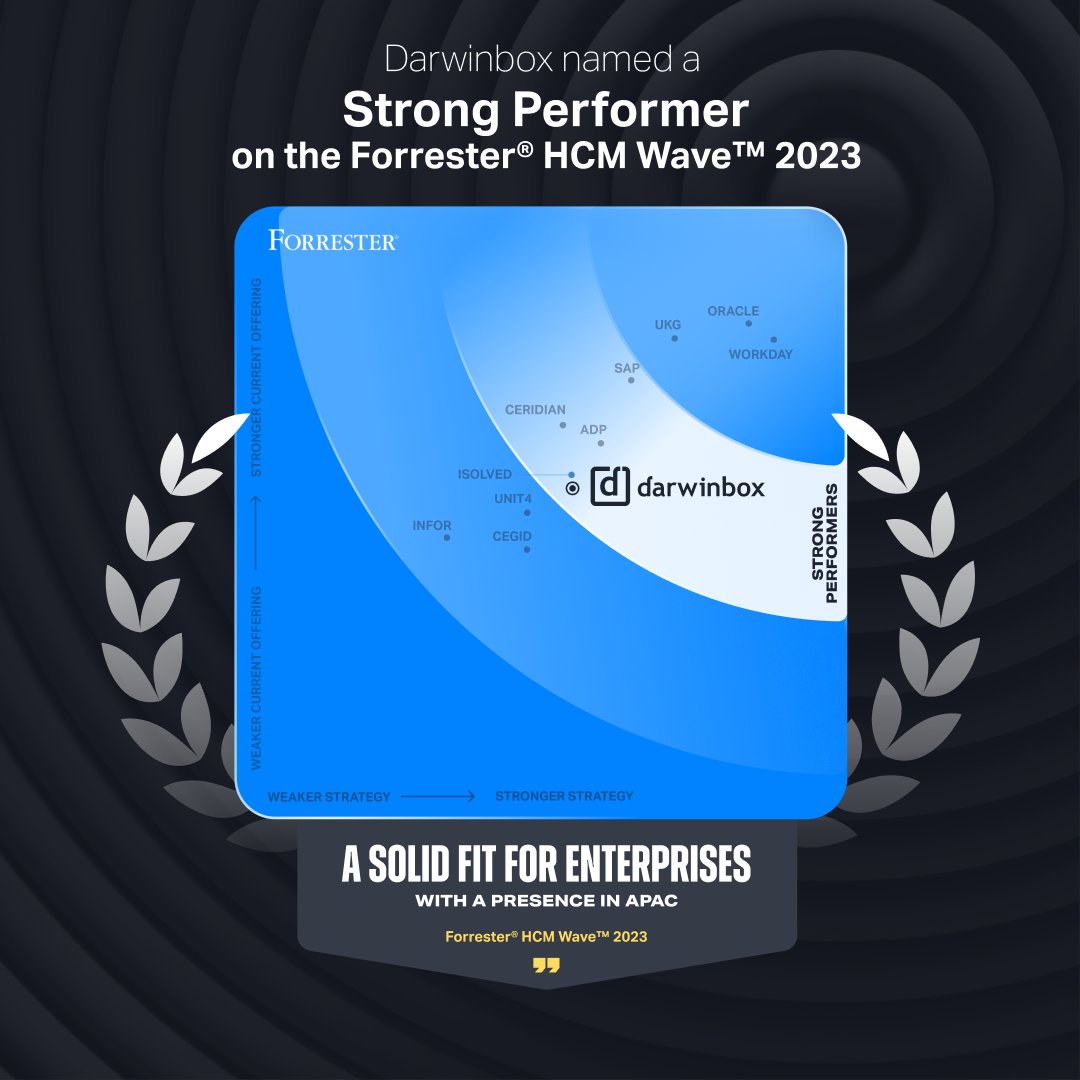 Darwinbox named a
Strong Performer
on the Forrester® HCM Wave™ 2023
FORRESTER®
STRONGER CURRENT OFFERING
WEAKER CURRENT OFFERING
ORACLE
UKG
WORKDAY
SAP
CERIDIAN
ADP
ISOLVED
darwinbox
UNIT4
INFOR
CEGID
STRONG
PERFORMERS
WEAKER STRATEGY
STRONGER STRATEGY
A SOLID FIT FOR ENTERPRISES
WITH A PRESENCE IN APAC
Forrester® HCM Wave™ 2023